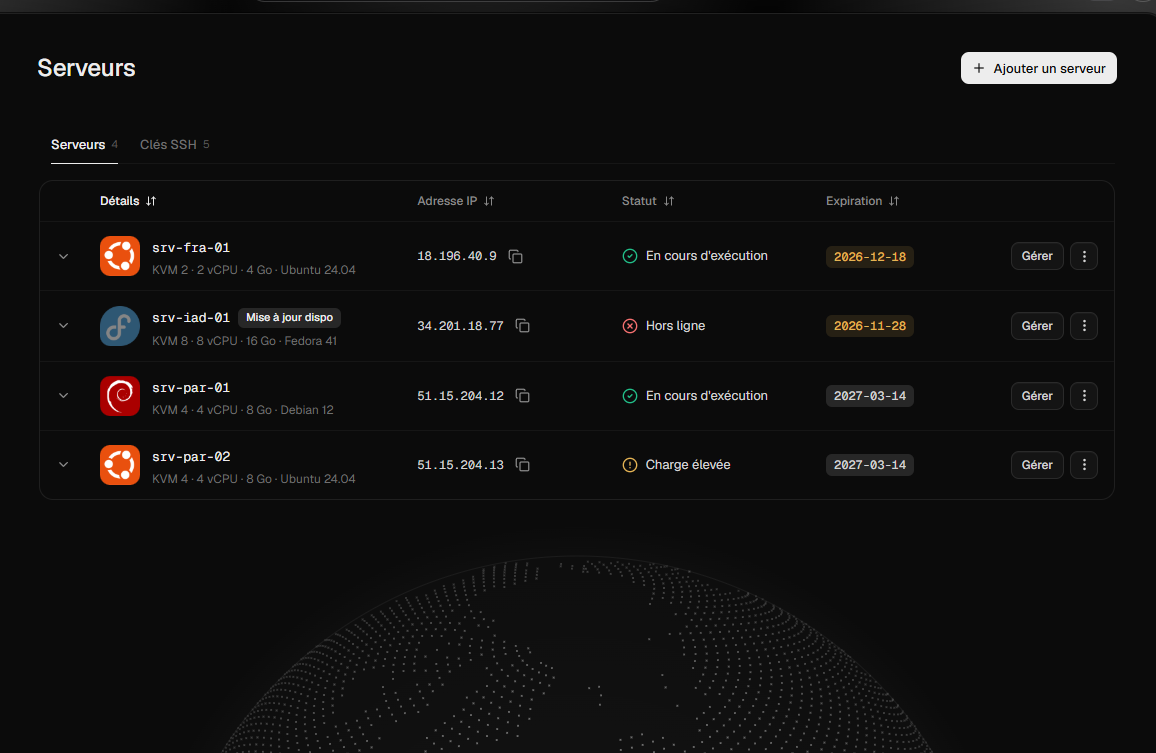 Serveurs
+ Ajouter un serveur
Serveurs 4 Clés SSH 5
Détails Adresse IP Statut Expiration
srv-fra-01
KVM 2 · 2 vCPU · 4 Go · Ubuntu 24.04
18.196.40.9 En cours d'exécution 2026-12-18 Gérer
srv-iad-01 Mise à jour dispo
KVM 8 · 8 vCPU · 16 Go · Fedora 41
34.201.18.77 Hors ligne 2026-11-28 Gérer
srv-par-01
KVM 4 · 4 vCPU · 8 Go · Debian 12
51.15.204.12 En cours d'exécution 2027-03-14 Gérer
srv-par-02
KVM 4 · 4 vCPU · 8 Go · Ubuntu 24.04
51.15.204.13 Charge élevée 2027-03-14 Gérer